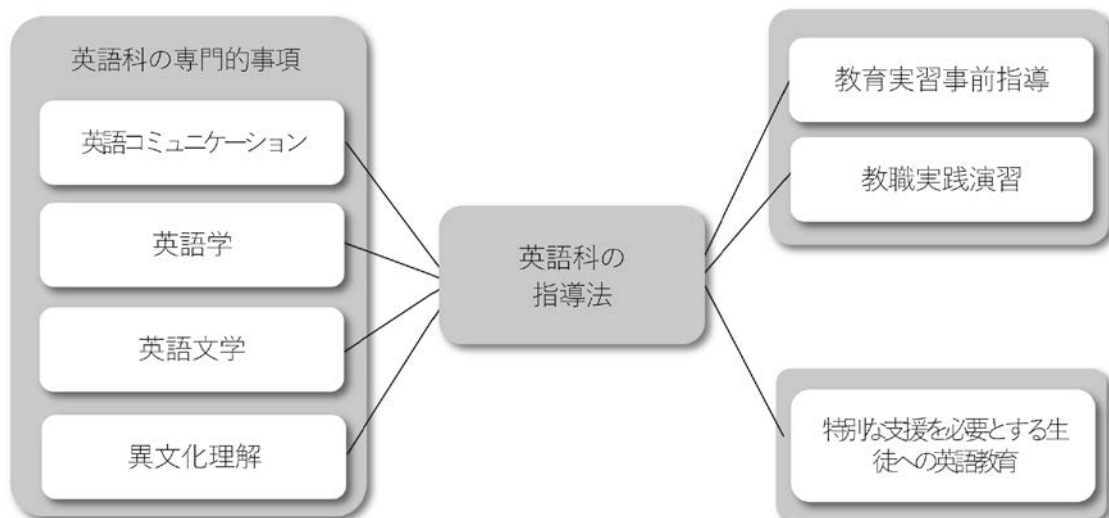 英語科の専門的事項
英語コミュニケーション
英語学
英語文学
異文化理解
英語科の
指導法
教育実習事前指導
教職実践演習
特別な支援を必要とする生
徒への英語教育